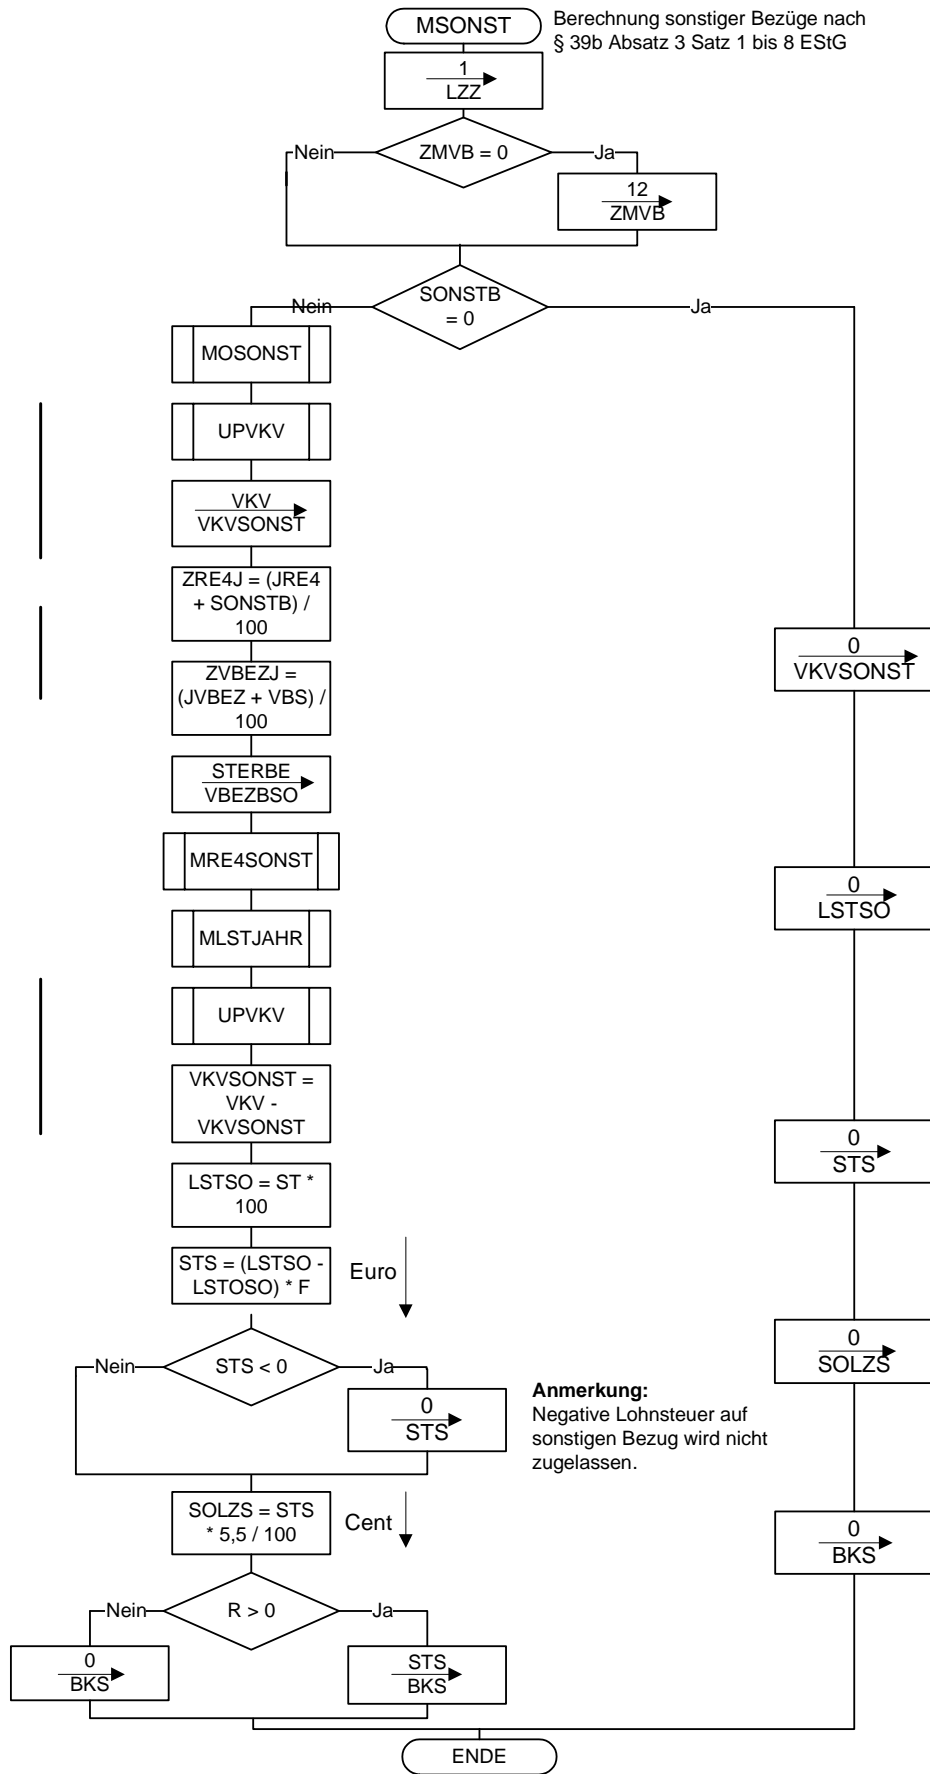 MSONST
Berechnung sonstiger Bezüge nach
§ 39b Absatz 3 Satz 1 bis 8 EStG
1
LZZ
Nein
ZMVB = 0
Ja
12
ZMVB
Nein
SONSTB
= 0
Ja
MOSONST
UPVKV
VKV
VKVSONST
ZRE4J = (JRE4
+ SONSTB) /
100
0
VKVSONST
ZVBEZJ =
(JVBEZ + VBS) /
100
STERBE
VBEZBSO
MRE4SONST
0
LSTSO
MLSTJAHR
UPVKV
VKVSONST =
VKV -
VKVSONST
0
STS
LSTSO = ST *
100
STS = (LSTSO -
LSTOSO) * F
Euro
0
SOLZS
Nein
STS < 0
Ja
0
STS
Anmerkung:
Negative Lohnsteuer auf
sonstigen Bezug wird nicht
zugelassen.
SOLZS = STS
* 5,5 / 100
Cent
0
BKS
Nein
R > 0
Ja
0
BKS
STS
BKS
ENDE